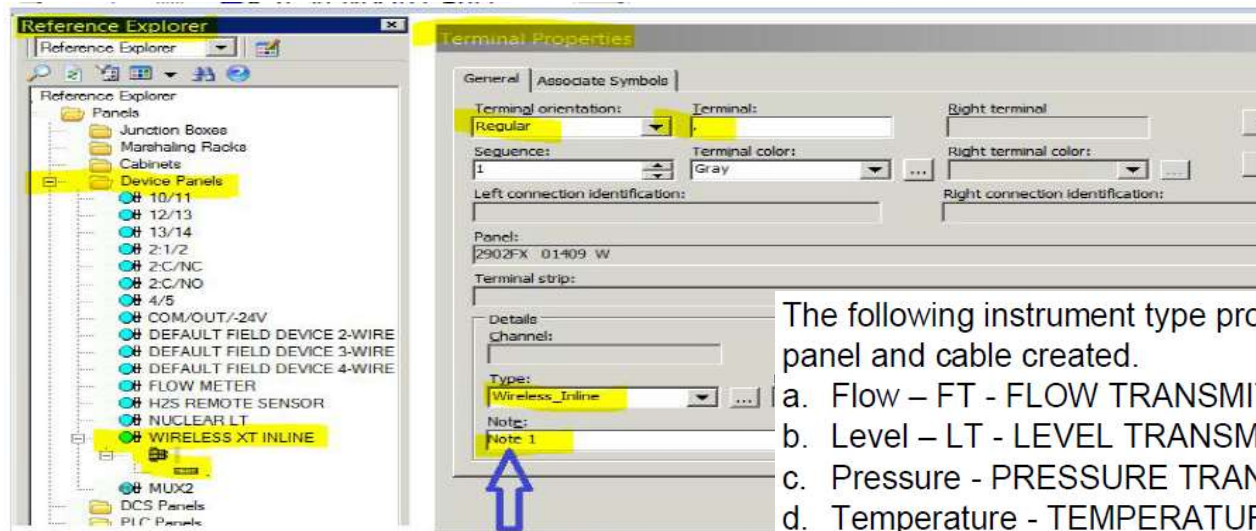 Reference Explorer
Reference Explorer
Reference Explorer
Panels
Junction Boxes
Marshaling Racks
Cabinets
Device Panels
10/11
12/13
13/14
2:1/2
2:C/NC
2:C/NO
4/5
COM/OUT/-24V
DEFAULT FIELD DEVICE 2-WIRE
DEFAULT FIELD DEVICE 3-WIRE
DEFAULT FIELD DEVICE 4-WIRE
FLOW METER
H2S REMOTE SENSOR
NUCLEAR LT
WIRELESS XT INLINE
.
MUX2
DCS Panels
PLC Panels
Terminal Properties
General Associate Symbols
Terminal orientation: Terminal: Right terminal
Regular .
Sequence: Terminal color: Right terminal color:
1 Gray ... ...
Left connection identification: Right connection identification:
Panel:
2902FX 01409 W
Terminal strip:
Details
Channel:
Type:
Wireless_Inline ...
Note:
Note 1
The following instrument type pro
panel and cable created.
a. Flow – FT - FLOW TRANSMI
b. Level – LT - LEVEL TRANSM
c. Pressure - PRESSURE TRAN
d. Temperature - TEMPERATUR